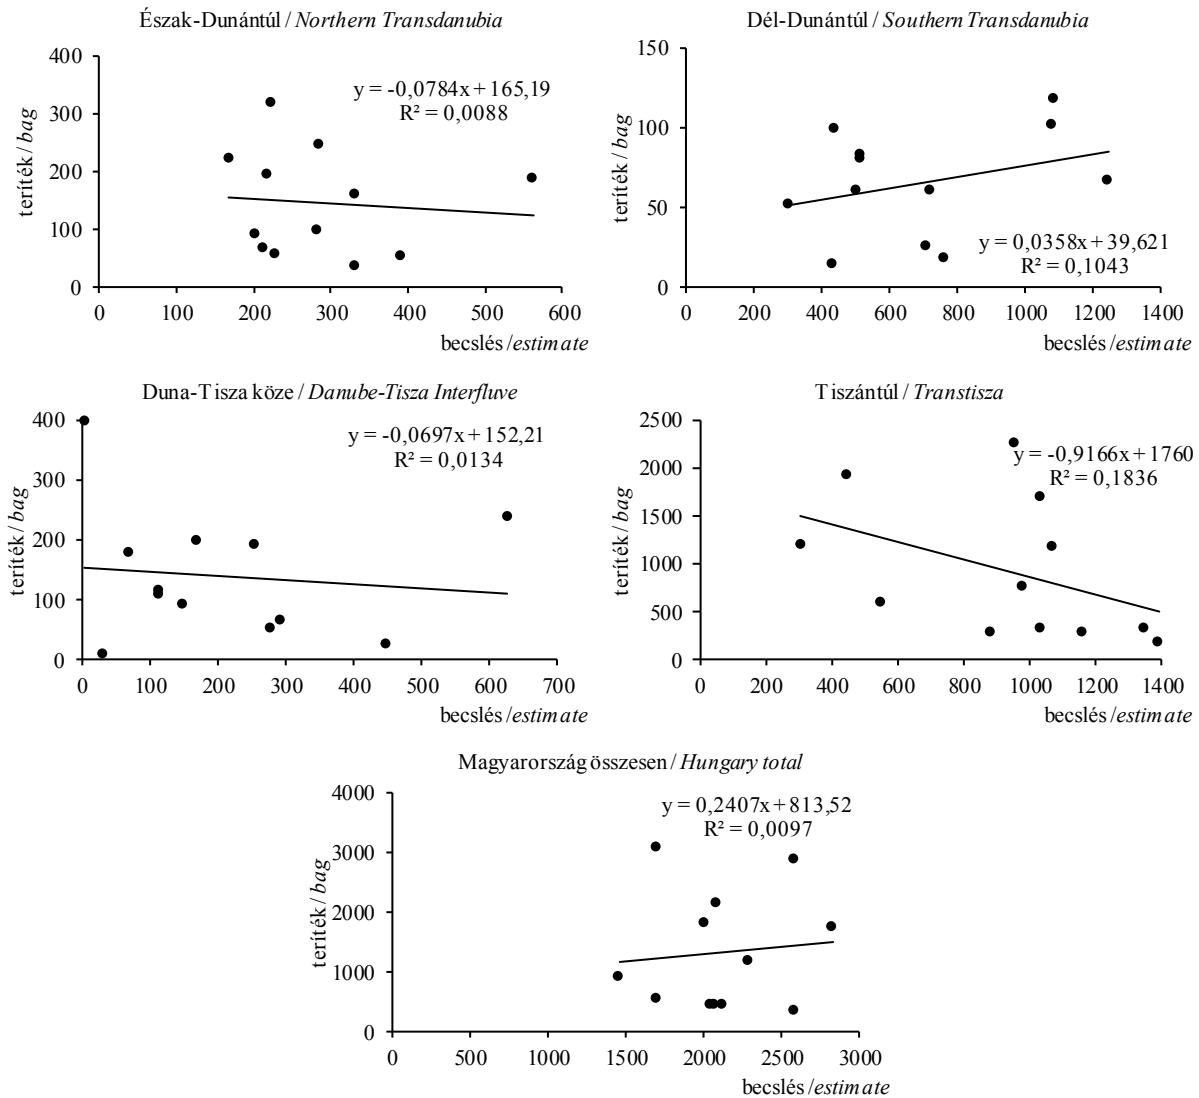 Észak-Dunántúl / Northern Transdanubia
400
300
200
100
0
teríték / bag
y = -0,0784x + 165,19
R² = 0,0088
0 100 200 300 400 500 600
becslés /estimate
Dél-Dunántúl / Southern Transdanubia
150
100
50
0
teríték / bag
y = 0,0358x + 39,621
R² = 0,1043
0 200 400 600 800 1000 1200 1400
becslés /estimate
Duna-Tisza köze / Danube-Tisza Interfluve
400
300
200
100
0
teríték / bag
y = -0,0697x + 152,21
R² = 0,0134
0 100 200 300 400 500 600 700
becslés /estimate
Tiszántúl / Transtisza
2500
2000
1500
1000
500
0
teríték / bag
y = -0,9166x + 1760
R² = 0,1836
0 200 400 600 800 1000 1200 1400
becslés /estimate
Magyarország összesen / Hungary total
4000
3000
2000
1000
0
teríték / bag
y = 0,2407x + 813,52
R² = 0,0097
0 500 1000 1500 2000 2500 3000
becslés /estimate